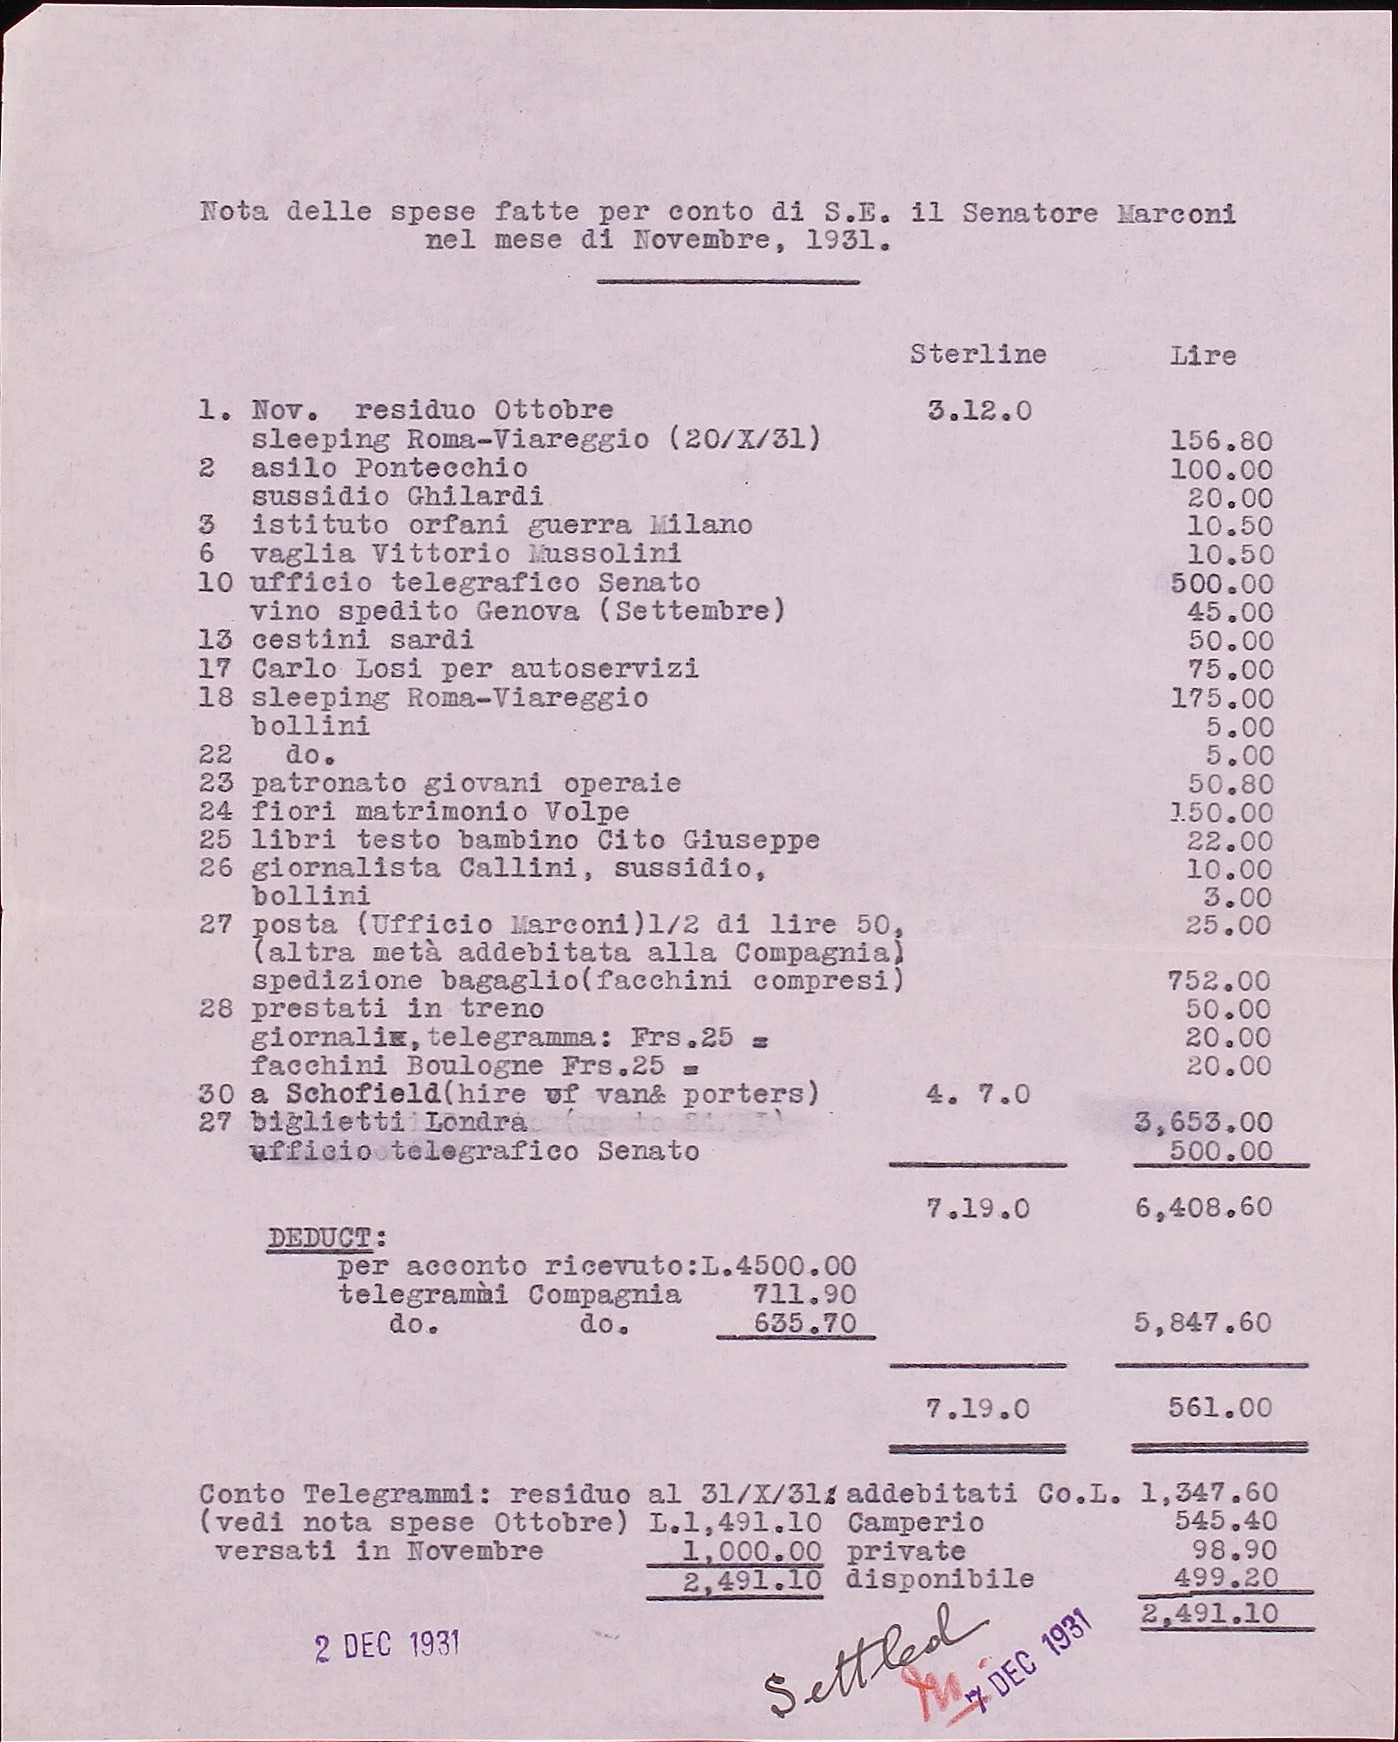 Nota delle spese fatte per conto di S.E. il Senatore Marconi
nel mese di Novembre, 1931.
Sterline Lire
1. Nov. residuo Ottobre 3.12.0
sleeping Roma-Viareggio (20/X/31) 156.80
2 asilo Pontecchio 100.00
sussidio Ghilardi 20.00
3 istituto orfani guerra Milano 10.50
6 vaglia Vittorio Mussolini 10.50
10 ufficio telegrafico Senato 500.00
vino spedito Genova (Settembre) 45.00
13 cestini sardi 50.00
17 Carlo Losi per autoservizi 75.00
18 sleeping Roma-Viareggio 175.00
bollini 5.00
22 do. 5.00
23 patronato giovani operaie 50.80
24 fiori matrimonio Volpe 150.00
25 libri testo bambino Cito Giuseppe 22.00
26 giornalista Callini, sussidio, 10.00
bollini 3.00
27 posta (Ufficio Marconi)1/2 di lire 50, 25.00
(altra metà addebitata alla Compagnia)
spedizione bagaglio(facchini compresi) 752.00
28 prestati in treno 50.00
giornali, telegramma: Frs.25 = 20.00
facchini Boulogne Frs.25 = 20.00
30 a Schofield(hire of van& porters) 4. 7.0
27 biglietti Londra 3,653.00
ufficio telegrafico Senato 500.00
7.19.0 6,408.60
DEDUCT:
per acconto ricevuto:L.4500.00
telegrammi Compagnia 711.90
do. do. 635.70 5,847.60
7.19.0 561.00
Conto Telegrammi: residuo al 31/X/31: addebitati Co.L. 1,347.60
(vedi nota spese Ottobre) L.1,491.10 Camperio 545.40
versati in Novembre 1,000.00 private 98.90
2,491.10 disponibile 499.20
2,491.10
2 DEC 1931
Settled
7 DEC 1931